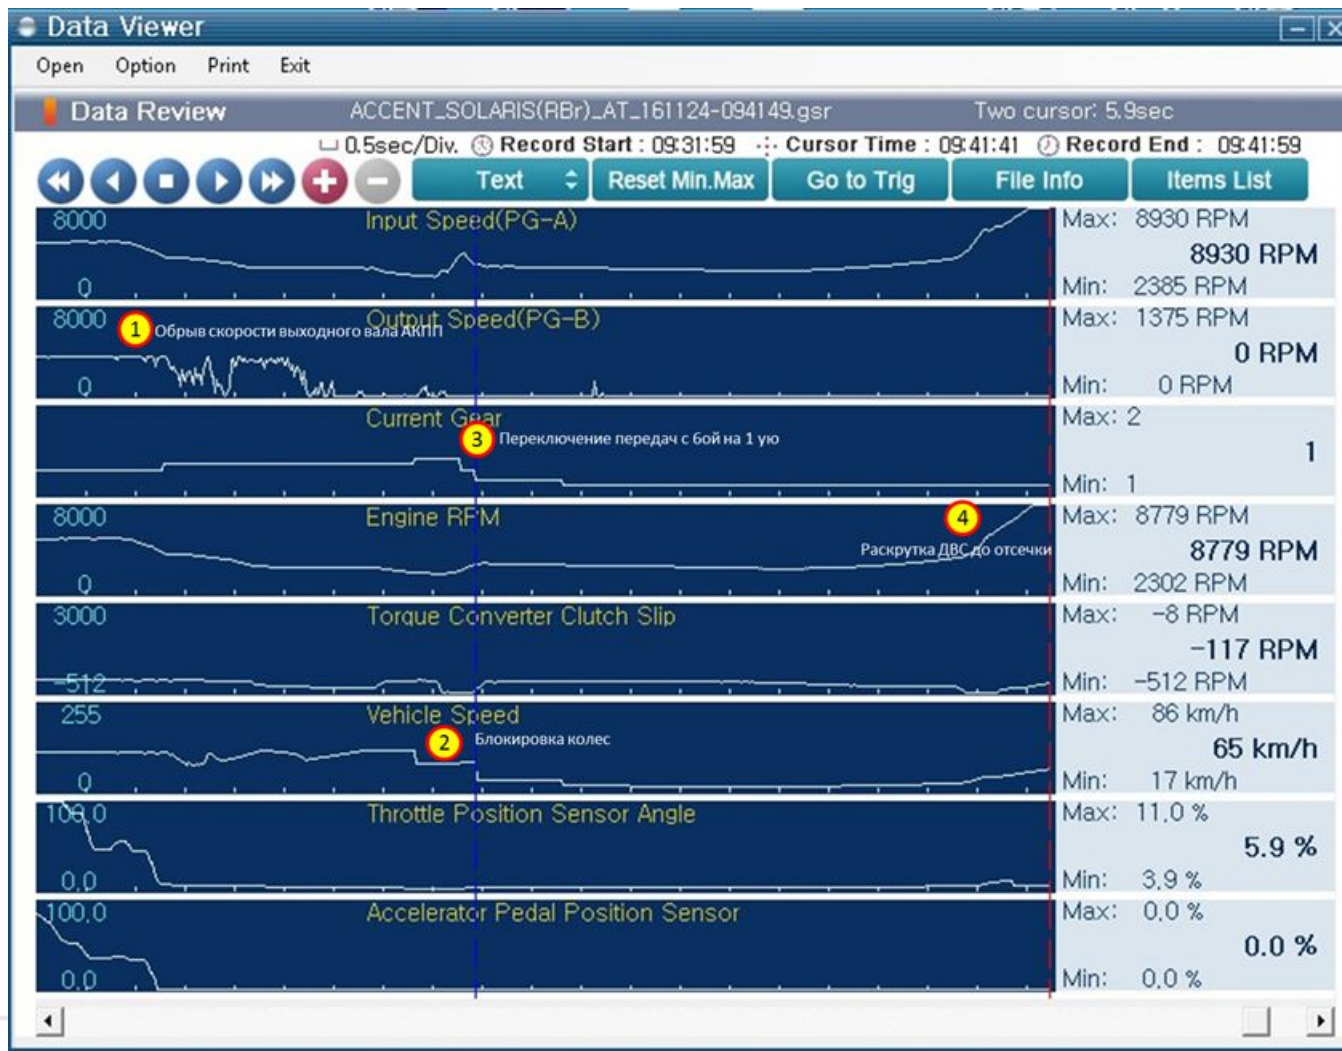 Data Viewer
Open Option Print Exit
Data Review ACCENT_SOLARIS(RBr)_AT_161124-094149.gsr Two cursor: 5.9sec
0.5sec/Div. Record Start : 09:31:59 Cursor Time : 09:41:41 Record End : 09:41:59
Text Reset Min.Max Go to Trig File Info Items List
8000 Input Speed(PG-A) Max: 8930 RPM
8930 RPM
0 Min: 2385 RPM
8000 Output Speed(PG-B) Max: 1375 RPM
1 Обрыв скорости выходного вала АКПП
0 RPM
0 Min: 0 RPM
Current Gear Max: 2
3 Переключение передач с 6ой на 1 ую
1
Min: 1
8000 Engine RPM 4 Max: 8779 RPM
Раскрутка ДВС до отсечки 8779 RPM
0 Min: 2302 RPM
3000 Torque Converter Clutch Slip Max: -8 RPM
-117 RPM
-512 Min: -512 RPM
255 Vehicle Speed Max: 86 km/h
2 Блокировка колес
65 km/h
0 Min: 17 km/h
100.0 Throttle Position Sensor Angle Max: 11.0 %
5.9 %
0.0 Min: 3.9 %
100.0 Accelerator Pedal Position Sensor Max: 0.0 %
0.0 %
0.0 Min: 0.0 %